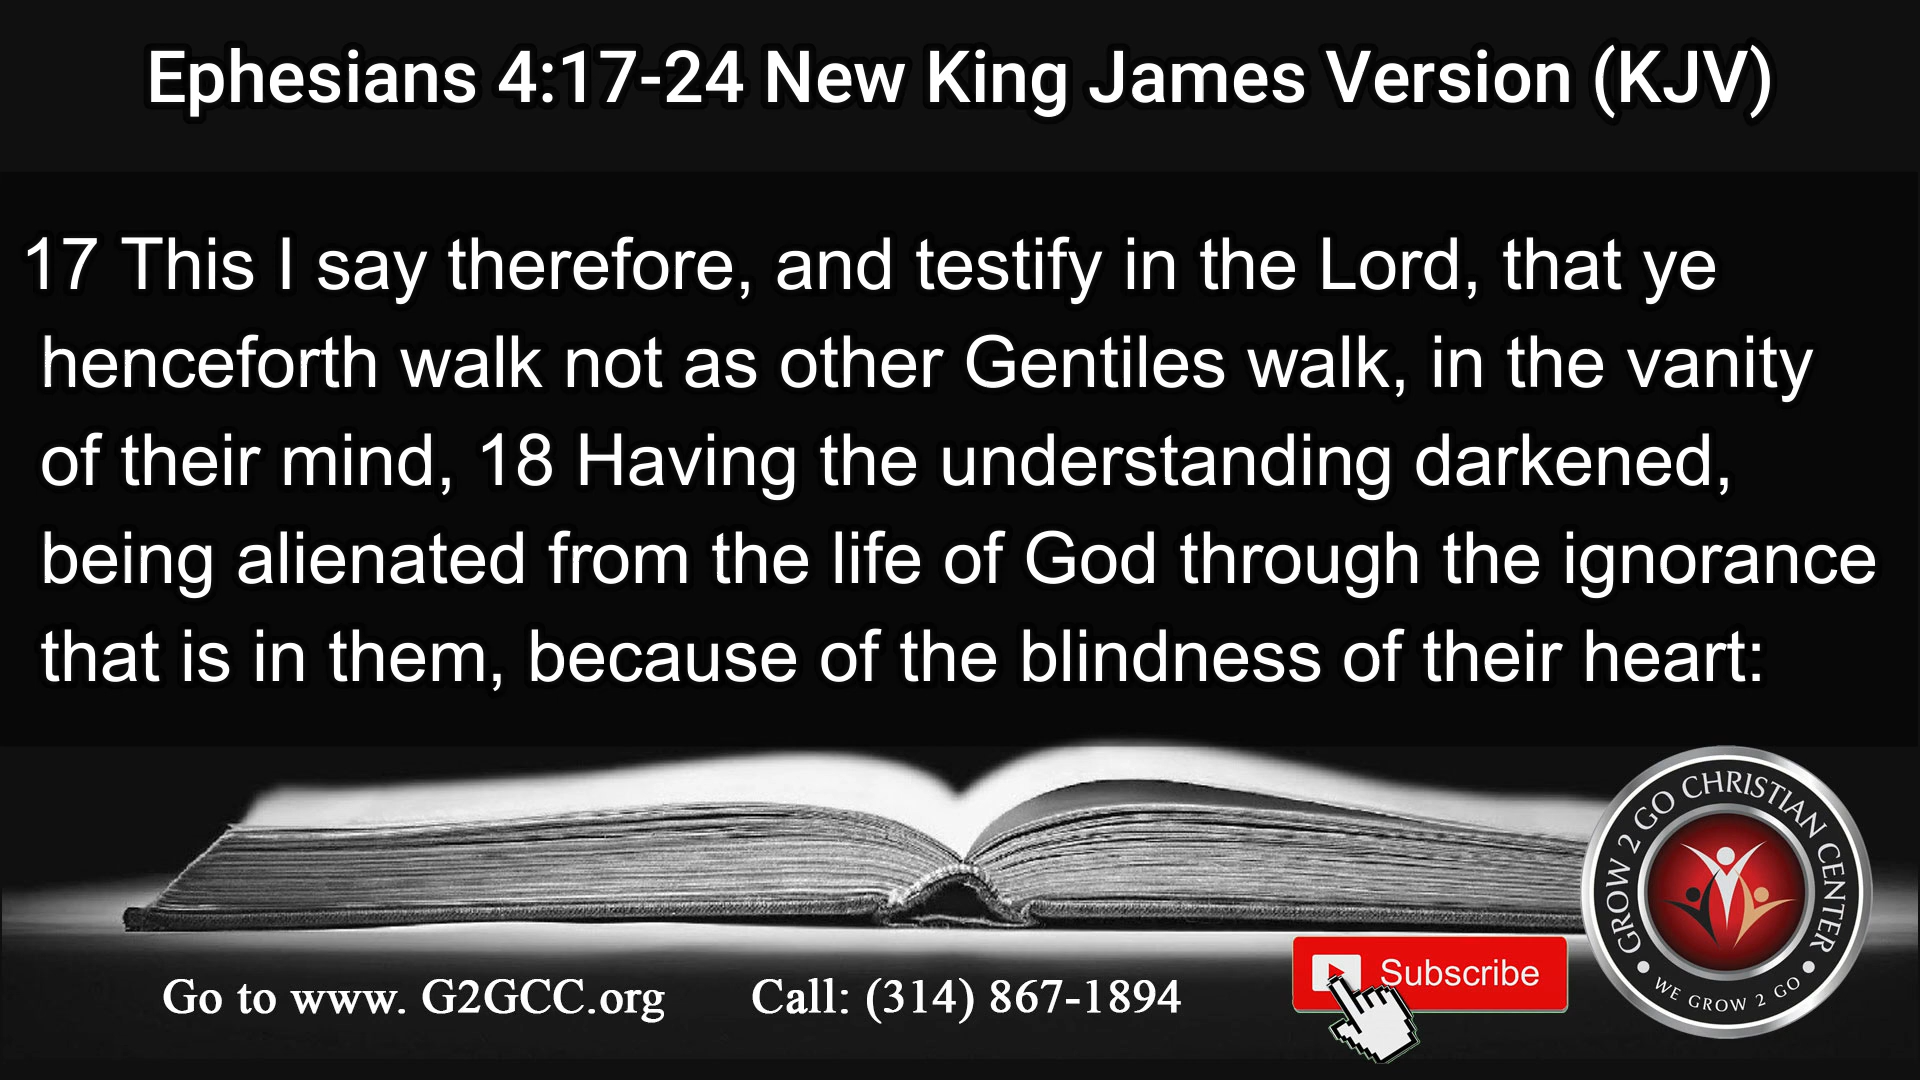 Ephesians 4:17-24 New King James Version (KJV)
17 This I say therefore, and testify in the Lord, that ye
henceforth walk not as other Gentiles walk, in the vanity
of their mind, 18 Having the understanding darkened,
being alienated from the life of God through the ignorance
that is in them, because of the blindness of their heart:
GROW 2 GO CHRISTIAN CENTER
WE GROW 2 GO
Subscribe
Go to www. G2GCC.org Call: (314) 867-1894